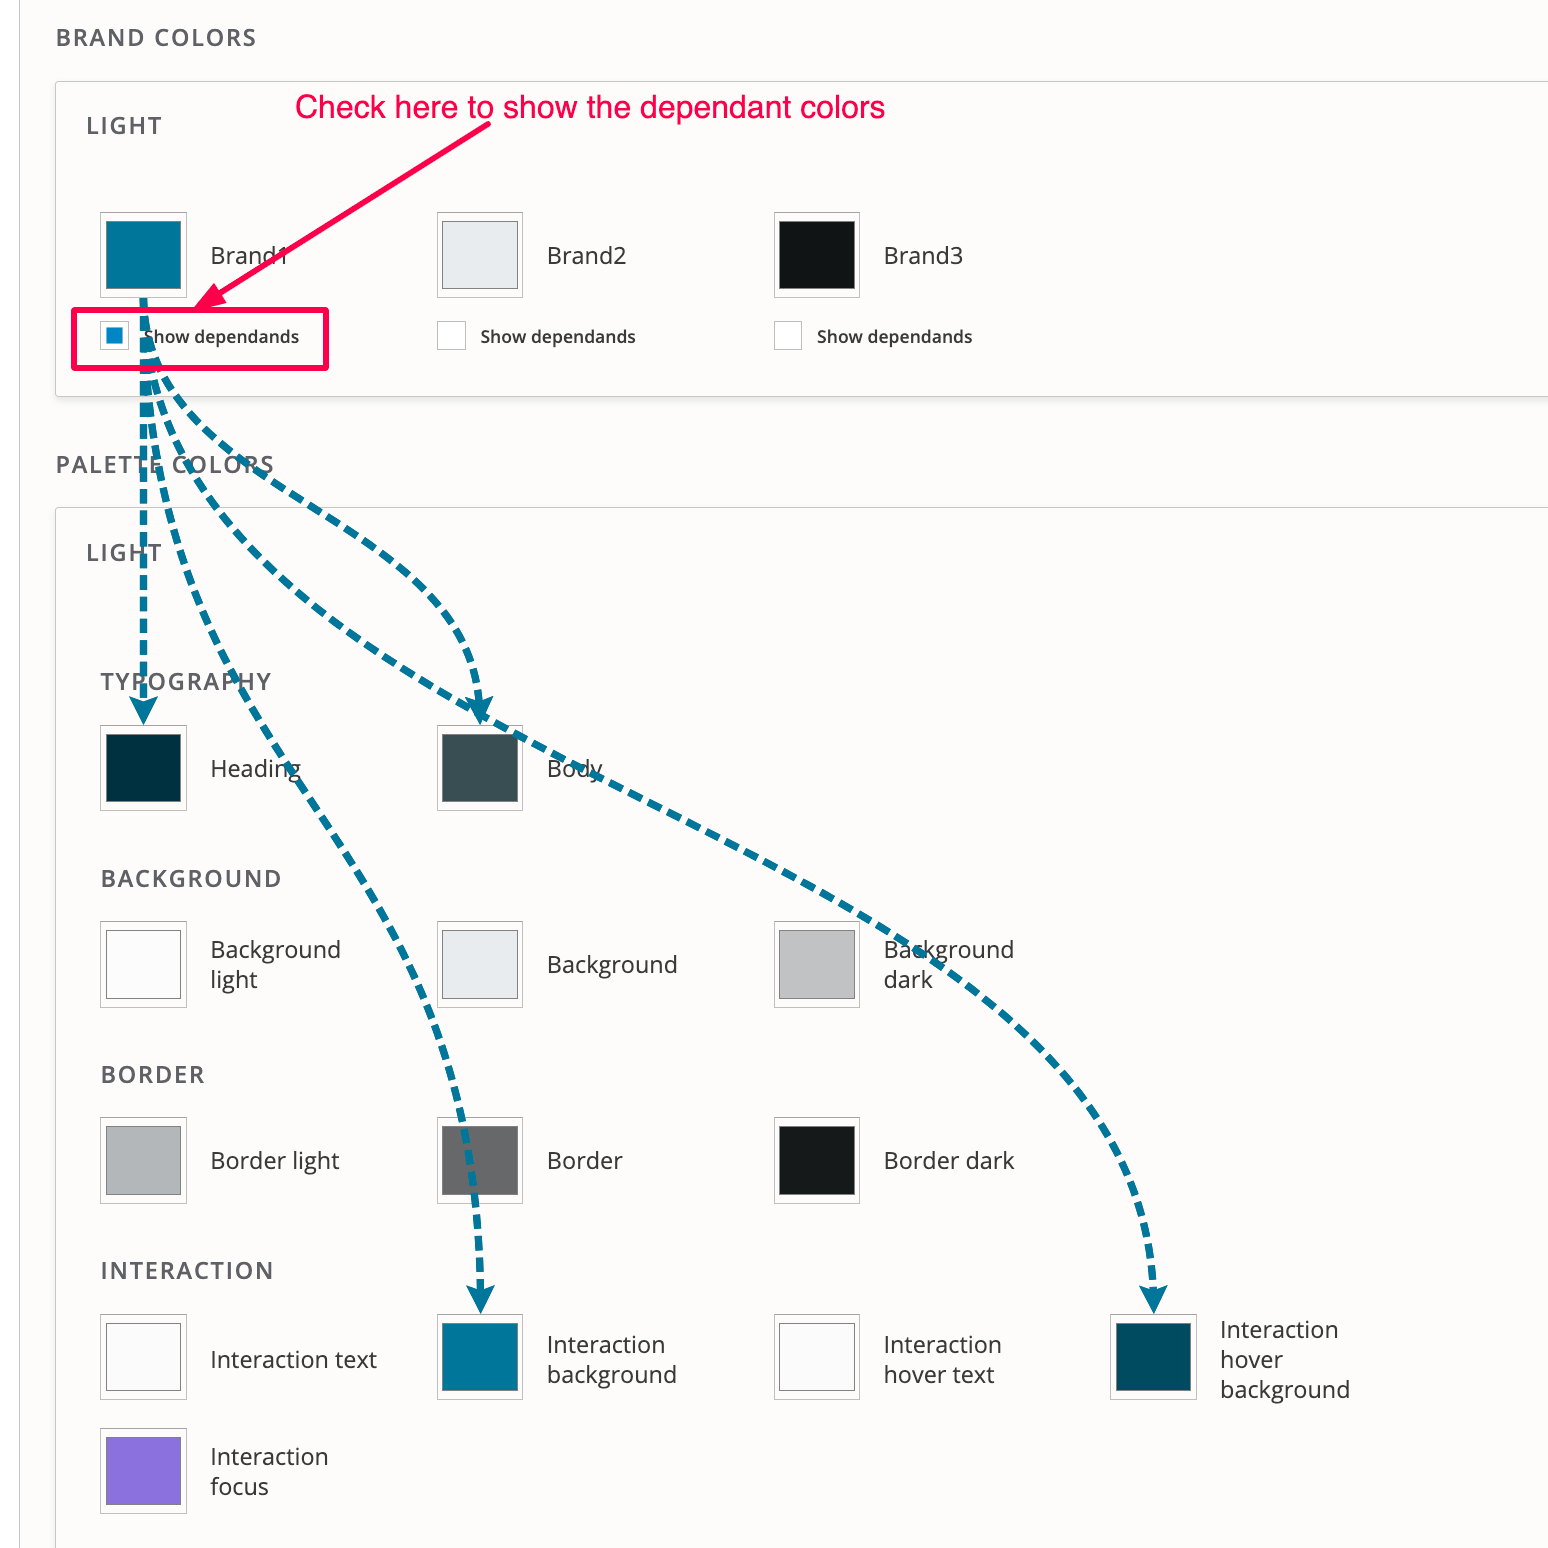 BRAND COLORS
Check here to show the dependant colors
LIGHT
Brand1
Brand2
Brand3
Show dependands
Show dependands
Show dependands
PALETTE COLORS
LIGHT
TYPOGRAPHY
Heading
Body
BACKGROUND
Background
light
Background
Background
dark
BORDER
Border light
Border
Border dark
INTERACTION
Interaction text
Interaction
background
Interaction
hover text
Interaction
hover
background
Interaction
focus